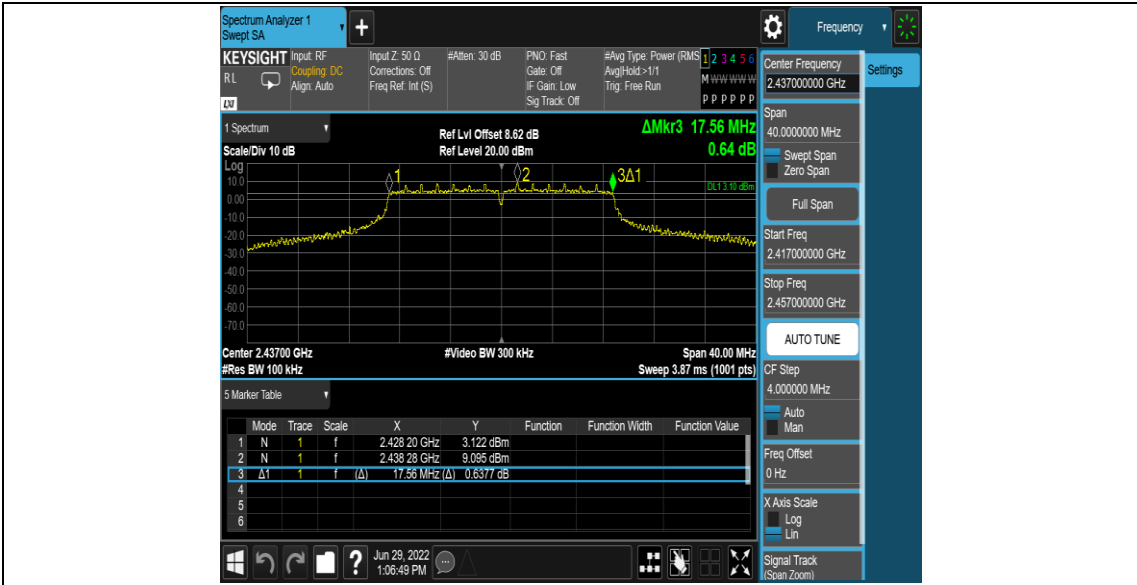 Spectrum Analyzer 1
Swept SA
+
Frequency
KEYSIGHT Input: RF Input Z: 50 Ω #Atten: 30 dB PNO: Fast #Avg Type: Power (RMS 1 2 3 4 5 6
RL Coupling: DC Corrections: Off Gate: Off Avg|Hold:>1/1 M W W W W W
Align: Auto Freq Ref: Int (S) IF Gain: Low Trig: Free Run
LXI Sig Track: Off P P P P P P
1 Spectrum
Ref Lvl Offset 8.62 dB ΔMkr3 17.56 MHz
Scale/Div 10 dB Ref Level 20.00 dBm 0.64 dB
Log
1 2 3Δ1
10.0
DL1 3.10 dBm
0.00
-10.0
-20.0
-30.0
-40.0
-50.0
-60.0
-70.0
Center 2.43700 GHz #Video BW 300 kHz Span 40.00 MHz
#Res BW 100 kHz Sweep 3.87 ms (1001 pts)
5 Marker Table
Mode Trace Scale X Y Function Function Width Function Value
1 N 1 f 2.428 20 GHz 3.122 dBm
2 N 1 f 2.438 28 GHz 9.095 dBm
3 Δ1 1 f (Δ) 17.56 MHz (Δ) 0.6377 dB
4
5
6
?
Jun 29, 2022
1:06:49 PM
Center Frequency
2.437000000 GHz
Settings
Span
40.0000000 MHz
Swept Span
Zero Span
Full Span
Start Freq
2.417000000 GHz
Stop Freq
2.457000000 GHz
AUTO TUNE
CF Step
4.000000 MHz
Auto
Man
Freq Offset
0 Hz
X Axis Scale
Log
Lin
Signal Track
(Span Zoom)